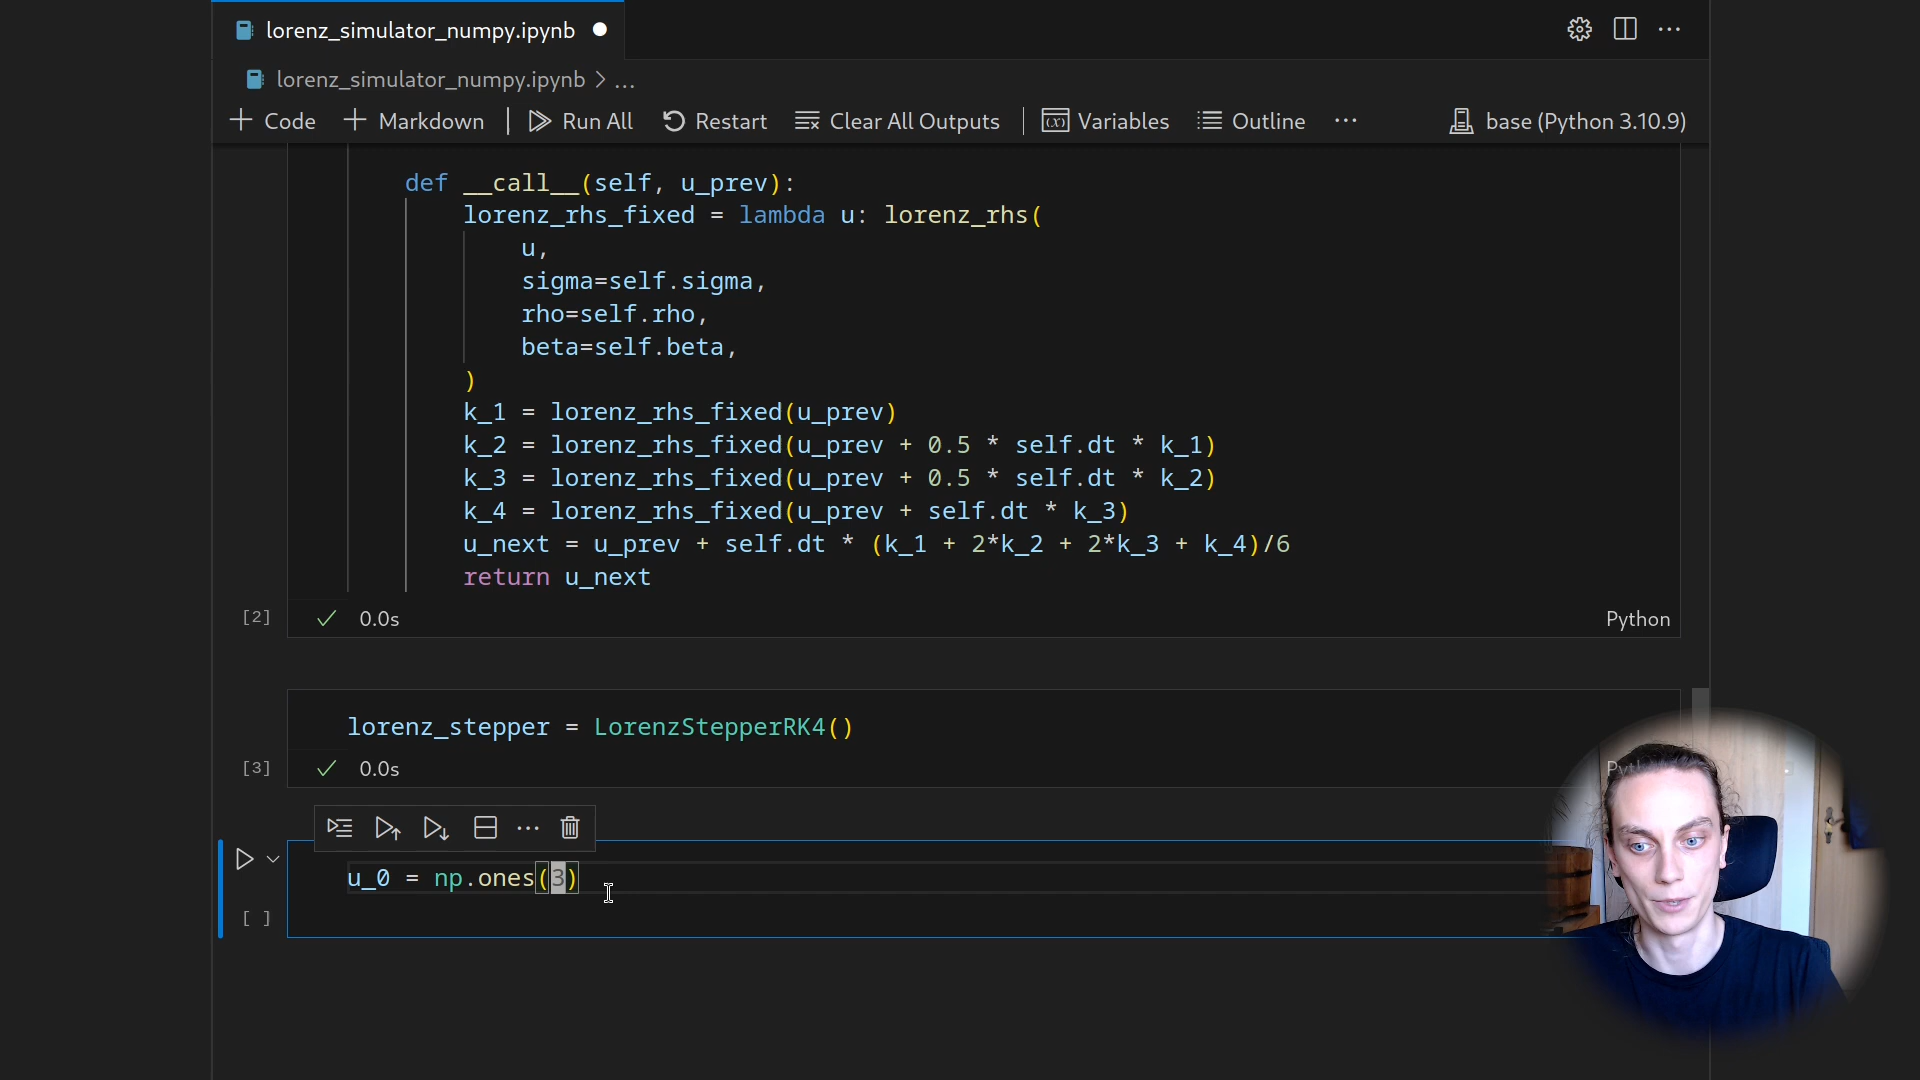 lorenz_simulator_numpy.ipynb
lorenz_simulator_numpy.ipynb > ...
Code Markdown Run All Restart Clear All Outputs Variables Outline ... base (Python 3.10.9)
def __call__(self, u_prev):
lorenz_rhs_fixed = lambda u: lorenz_rhs(
u,
sigma=self.sigma,
rho=self.rho,
beta=self.beta,
)
k_1 = lorenz_rhs_fixed(u_prev)
k_2 = lorenz_rhs_fixed(u_prev + 0.5 * self.dt * k_1)
k_3 = lorenz_rhs_fixed(u_prev + 0.5 * self.dt * k_2)
k_4 = lorenz_rhs_fixed(u_prev + self.dt * k_3)
u_next = u_prev + self.dt * (k_1 + 2*k_2 + 2*k_3 + k_4)/6
return u_next
[2] 0.0s Python
lorenz_stepper = LorenzStepperRK4()
[3] 0.0s
u_0 = np.ones(3)
[ ]